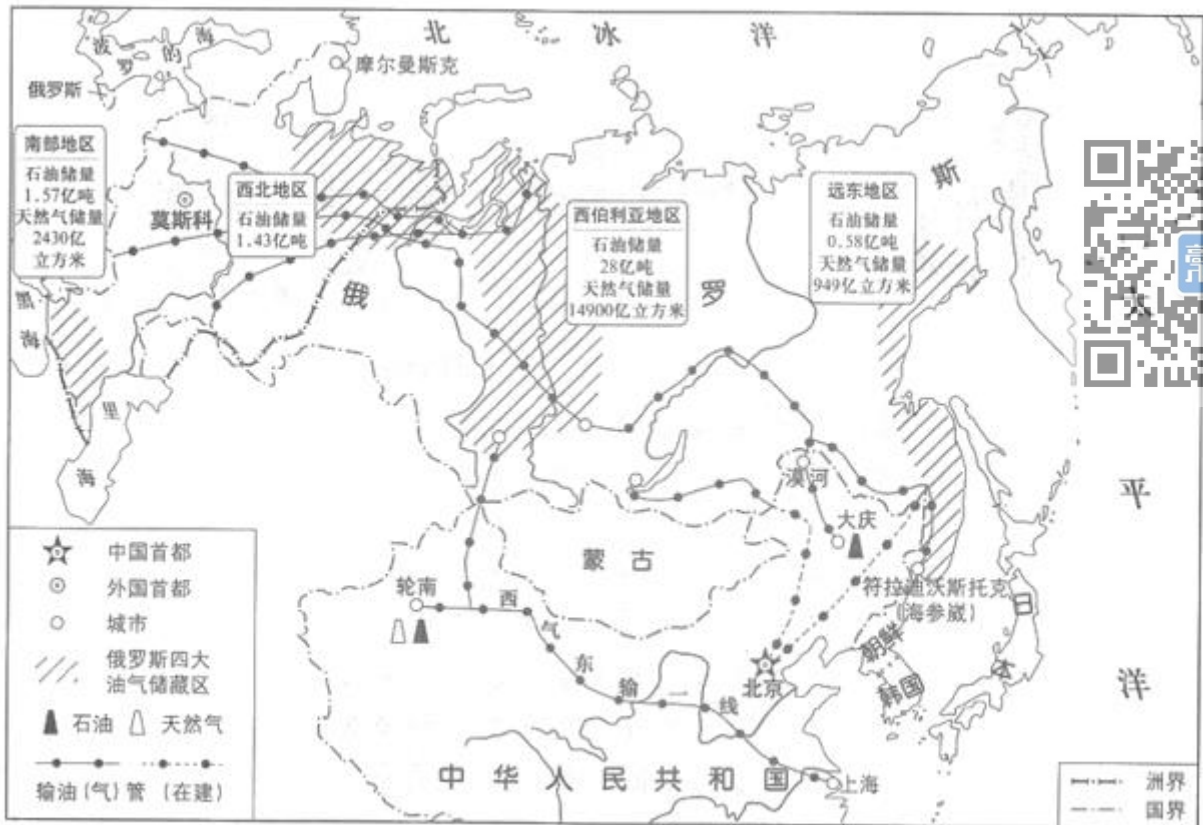 北冰洋
波罗的海
摩尔曼斯克
俄罗斯
南部地区
石油储量
1.57亿吨
天然气储量
2430亿
立方米
莫斯科
西北地区
石油储量
1.43亿吨
西伯利亚地区
石油储量
28亿吨
天然气储量
14900亿立方米
远东地区
石油储量
0.58亿吨
天然气储量
949亿立方米
俄罗斯
黑海
里海
太平洋
漠河
大庆
蒙古
符拉迪沃斯托克
(海参崴)
日本
朝鲜
韩国
轮南
西气东输一线
北京
上海
中华人民共和国
中国首都
外国首都
城市
俄罗斯四大
油气储藏区
石油 天然气
输油(气)管 (在建)
洲界
国界